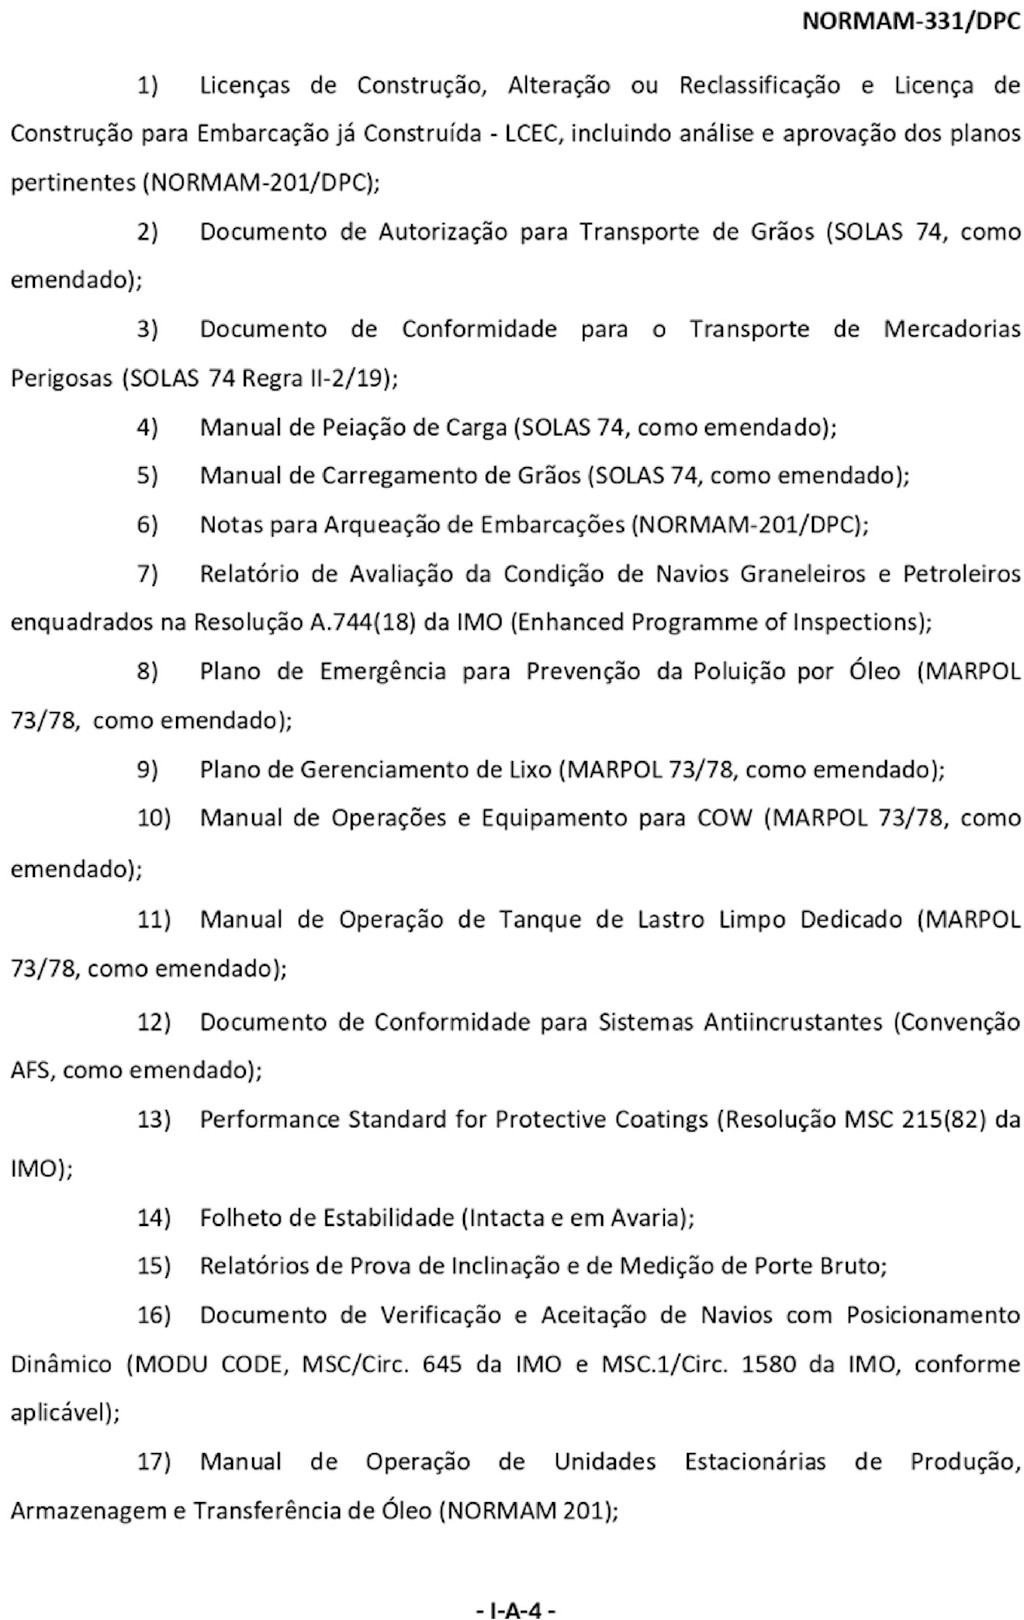 NORMAM-331/DPC
1) Licenças de Construção, Alteração ou Reclassificação e Licença de
Construção para Embarcação já Construída - LCEC, incluindo análise e aprovação dos planos
pertinentes (NORMAM-201/DPC);
2) Documento de Autorização para Transporte de Grãos (SOLAS 74, como
emendado);
3) Documento de Conformidade para o Transporte de Mercadorias
Perigosas (SOLAS 74 Regra II-2/19);
4) Manual de Peiação de Carga (SOLAS 74, como emendado);
5) Manual de Carregamento de Grãos (SOLAS 74, como emendado);
6) Notas para Arqueação de Embarcações (NORMAM-201/DPC);
7) Relatório de Avaliação da Condição de Navios Graneleiros e Petroleiros
enquadrados na Resolução A.744(18) da IMO (Enhanced Programme of Inspections);
8) Plano de Emergência para Prevenção da Poluição por Óleo (MARPOL
73/78, como emendado);
9) Plano de Gerenciamento de Lixo (MARPOL 73/78, como emendado);
10) Manual de Operações e Equipamento para COW (MARPOL 73/78, como
emendado);
11) Manual de Operação de Tanque de Lastro Limpo Dedicado (MARPOL
73/78, como emendado);
12) Documento de Conformidade para Sistemas Antiincrustantes (Convenção
AFS, como emendado);
13) Performance Standard for Protective Coatings (Resolução MSC 215(82) da
IMO);
14) Folheto de Estabilidade (Intacta e em Avaria);
15) Relatórios de Prova de Inclinação e de Medição de Porte Bruto;
16) Documento de Verificação e Aceitação de Navios com Posicionamento
Dinâmico (MODU CODE, MSC/Circ. 645 da IMO e MSC.1/Circ. 1580 da IMO, conforme
aplicável);
17) Manual de Operação de Unidades Estacionárias de Produção,
Armazenagem e Transferência de Óleo (NORMAM 201);
- I-A-4 -